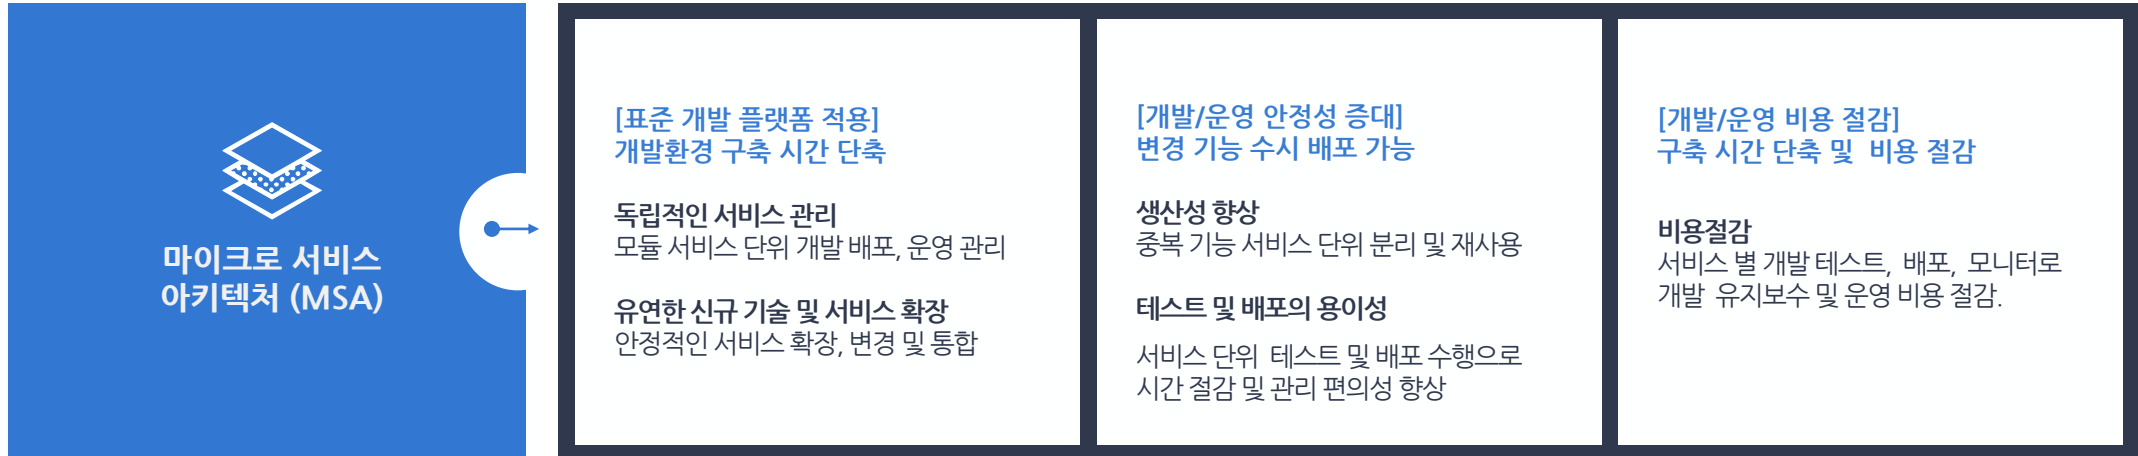 마이크로 서비스
아키텍처 (MSA)
[표준 개발 플랫폼 적용]
개발환경 구축 시간 단축
독립적인 서비스 관리
모듈 서비스 단위 개발 배포, 운영 관리
유연한 신규 기술 및 서비스 확장
안정적인 서비스 확장, 변경 및 통합
[개발/운영 안정성 증대]
변경 기능 수시 배포 가능
생산성 향상
중복 기능 서비스 단위 분리 및 재사용
테스트 및 배포의 용이성
서비스 단위 테스트 및 배포 수행으로
시간 절감 및 관리 편의성 향상
[개발/운영 비용 절감]
구축 시간 단축 및 비용 절감
비용절감
서비스 별 개발 테스트, 배포, 모니터로
개발 유지보수 및 운영 비용 절감.